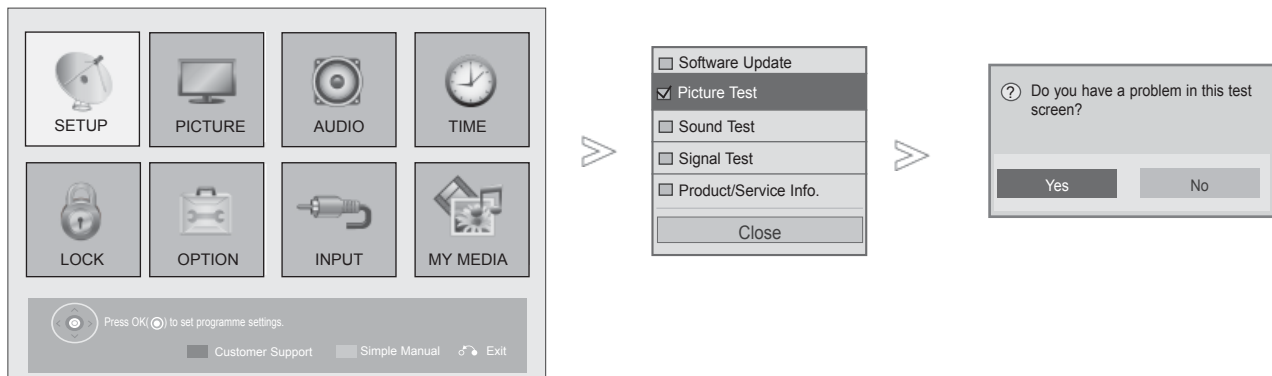 SETUP
PICTURE
AUDIO
TIME
LOCK
OPTION
INPUT
MY MEDIA
Press OK(◉) to set programme settings.
Customer Support
Simple Manual
Exit
Software Update
Picture Test
Sound Test
Signal Test
Product/Service Info.
Close
? Do you have a problem in this test
screen?
Yes
No